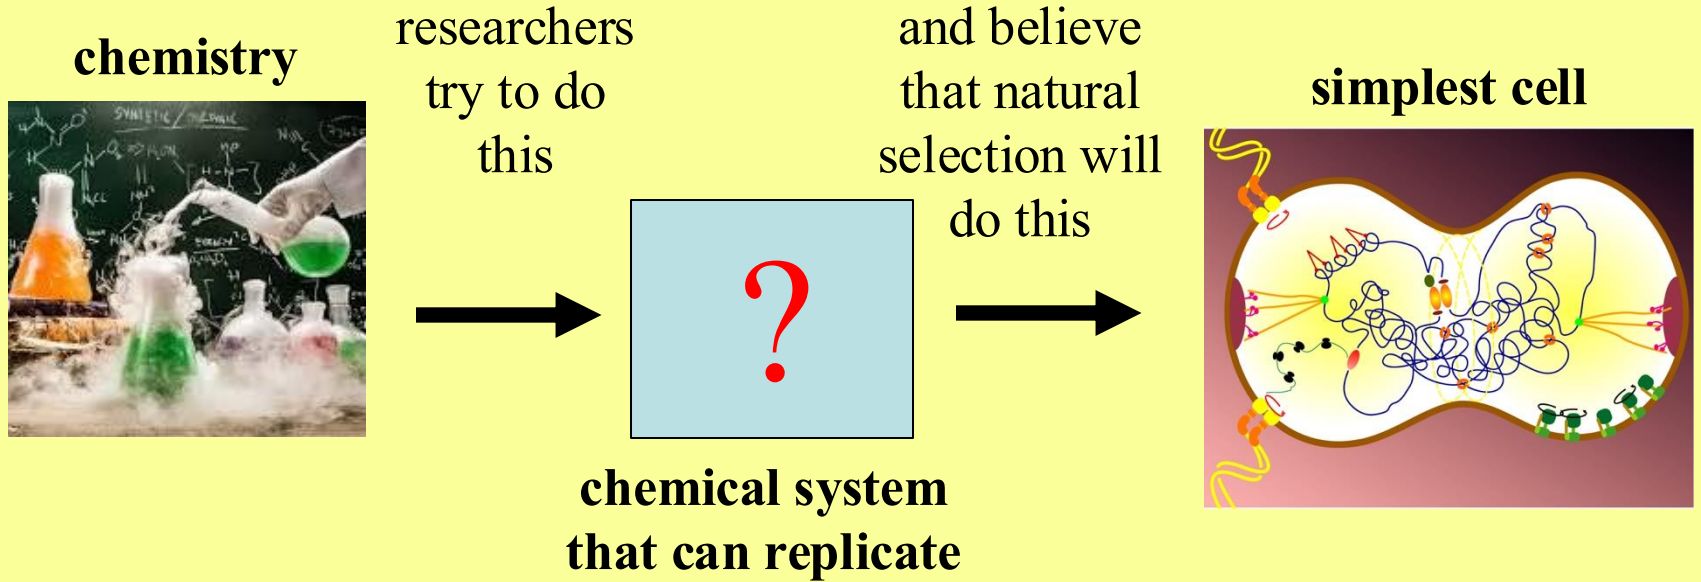 chemistry
researchers
try to do
this
and believe
that natural
selection will
do this
simplest cell
SYNTETIC/
?
chemical system
that can replicate